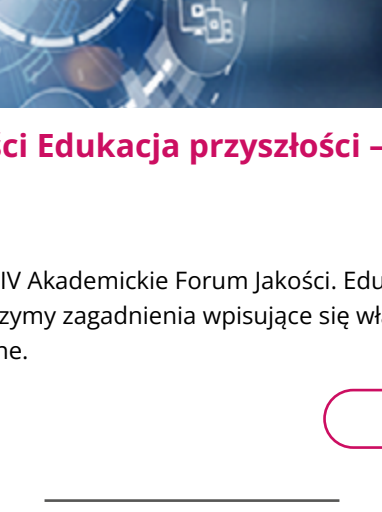 ści Edukacja przyszłości –
IV Akademickie Forum Jakości. Edu
zymy zagadnienia wpisujące się wł
ne.